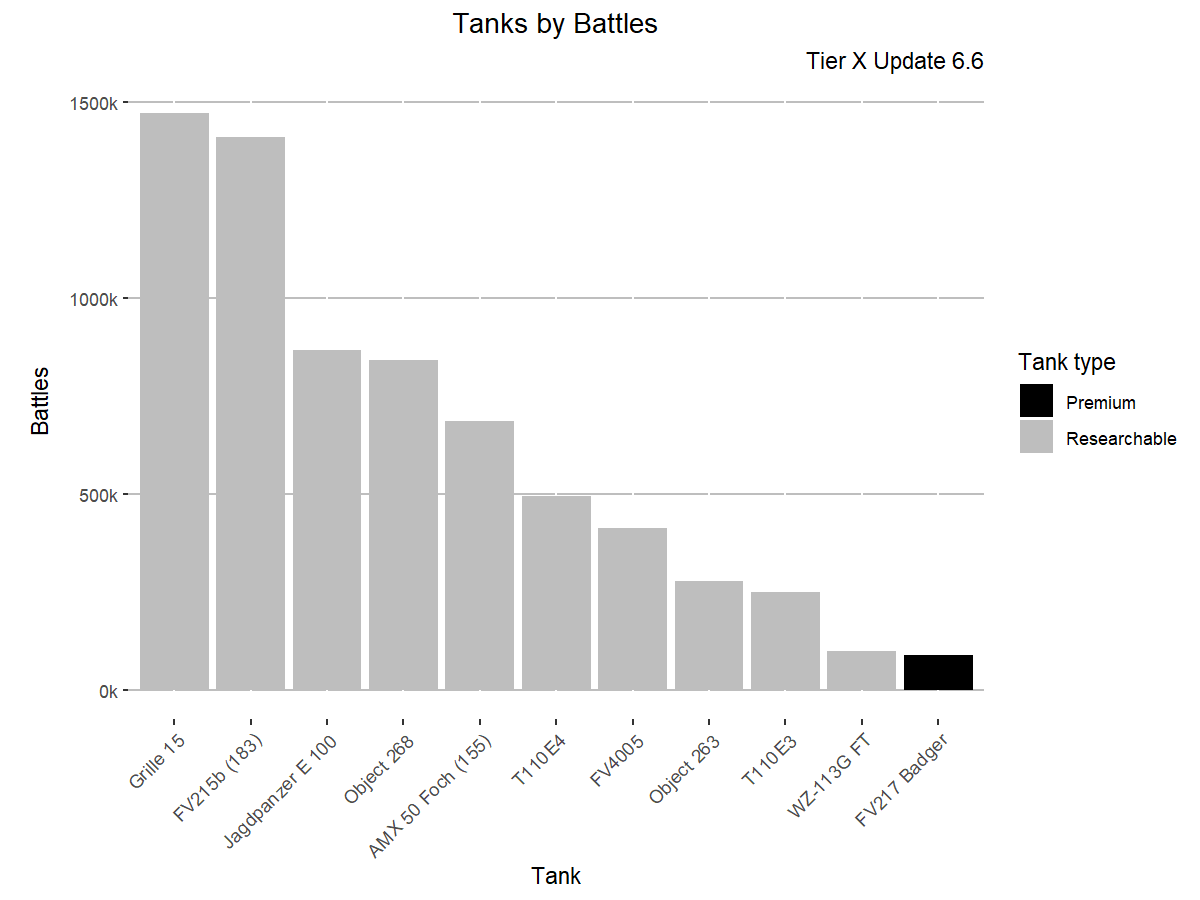 Tanks by Battles
Tier X Update 6.6
1500k
1000k
500k
0k
Battles
Grille 15
FV215b (183)
Jagdpanzer E 100
Object 268
AMX 50 Foch (155)
T110E4
FV4005
Object 263
T110E3
WZ-113G FT
FV217 Badger
Tank
Tank type
Premium
Researchable